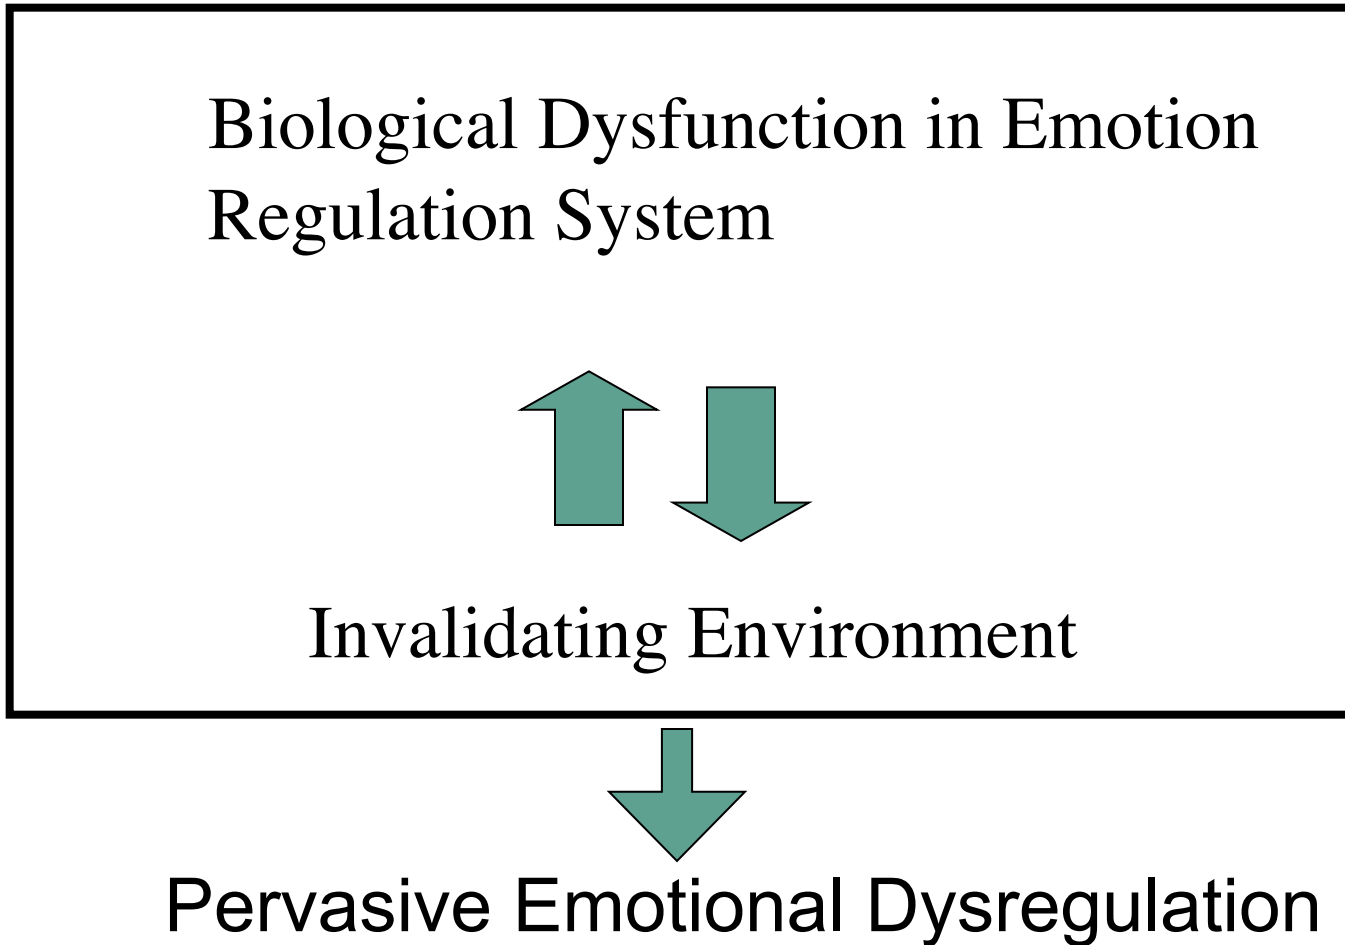 Biological Dysfunction in Emotion
Regulation System
Invalidating Environment
Pervasive Emotional Dysregulation